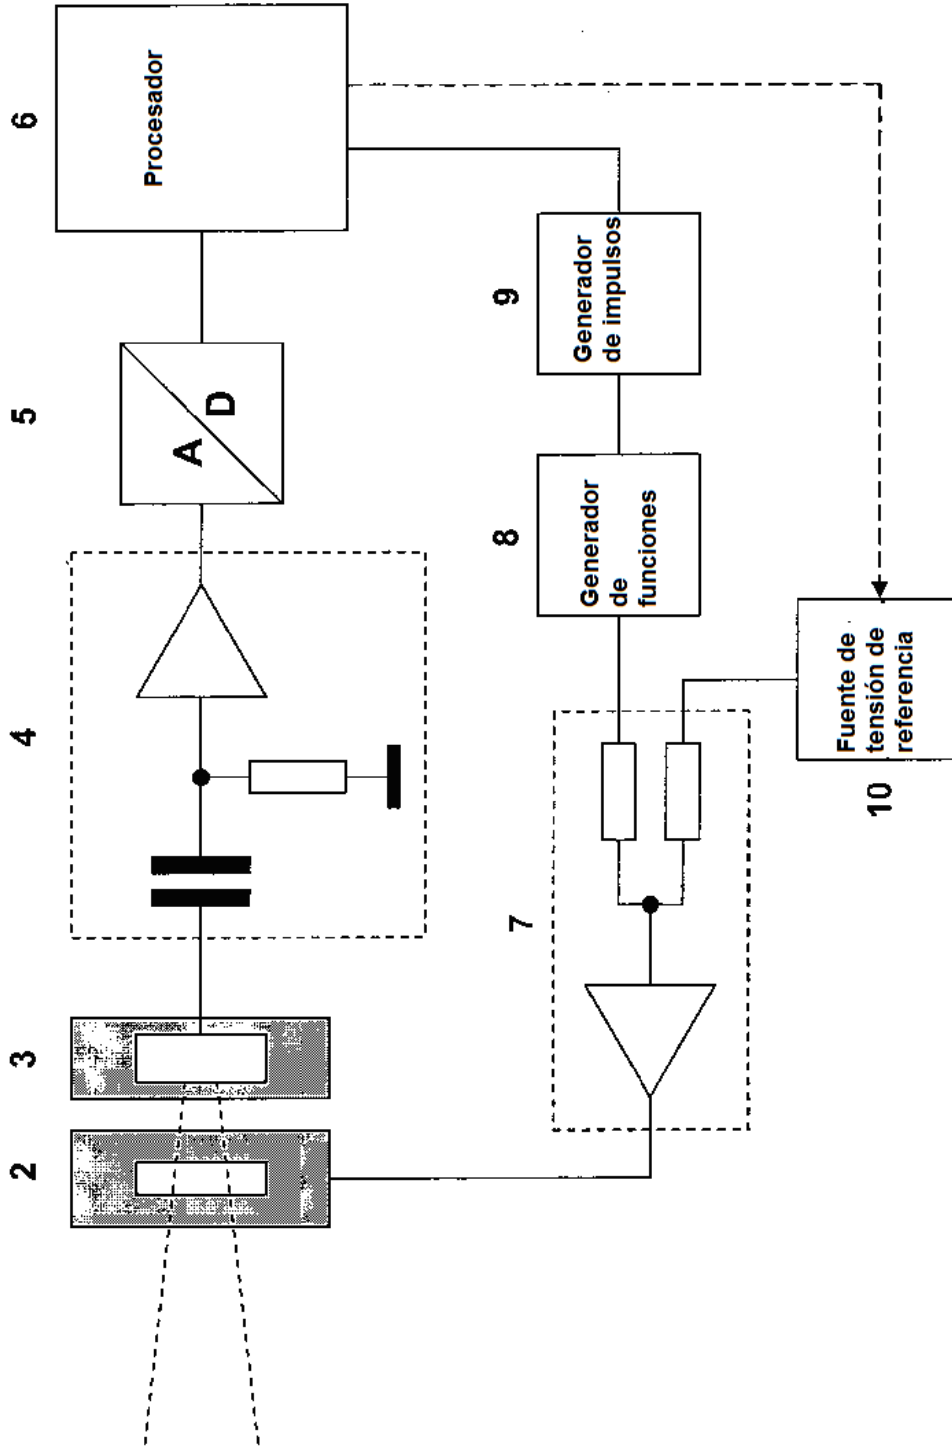 2
3
4
5
6
A
D
Procesador
7
8
9
Generador
de
funciones
Generador
de impulsos
10
Fuente de
tensión de
referencia